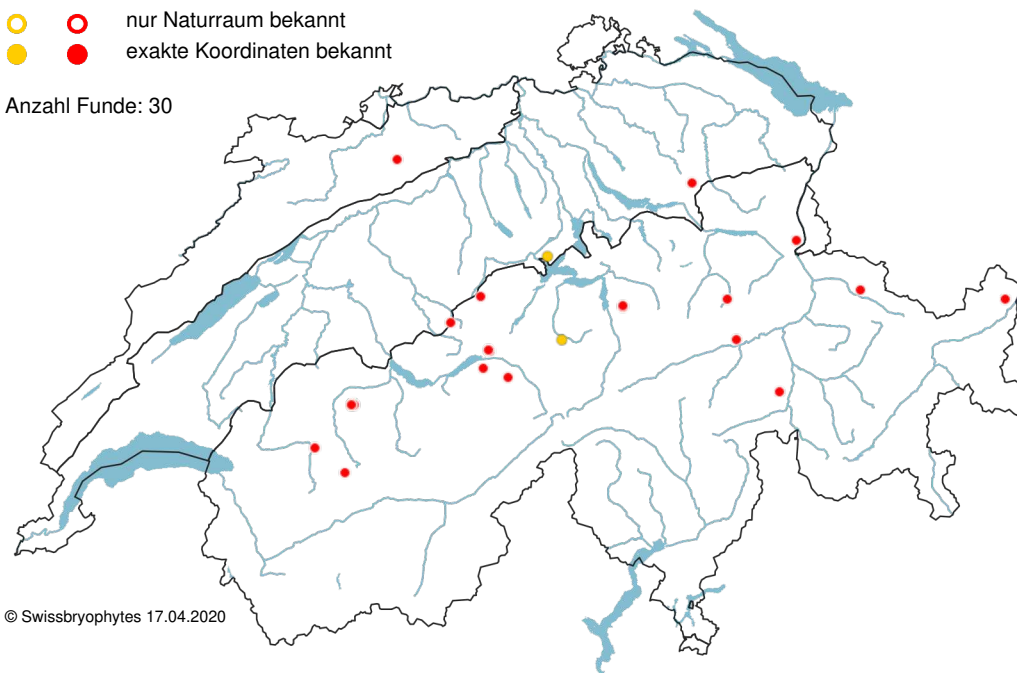 nur Naturraum bekannt
exakte Koordinaten bekannt
Anzahl Funde: 30
© Swissbryophytes 17.04.2020